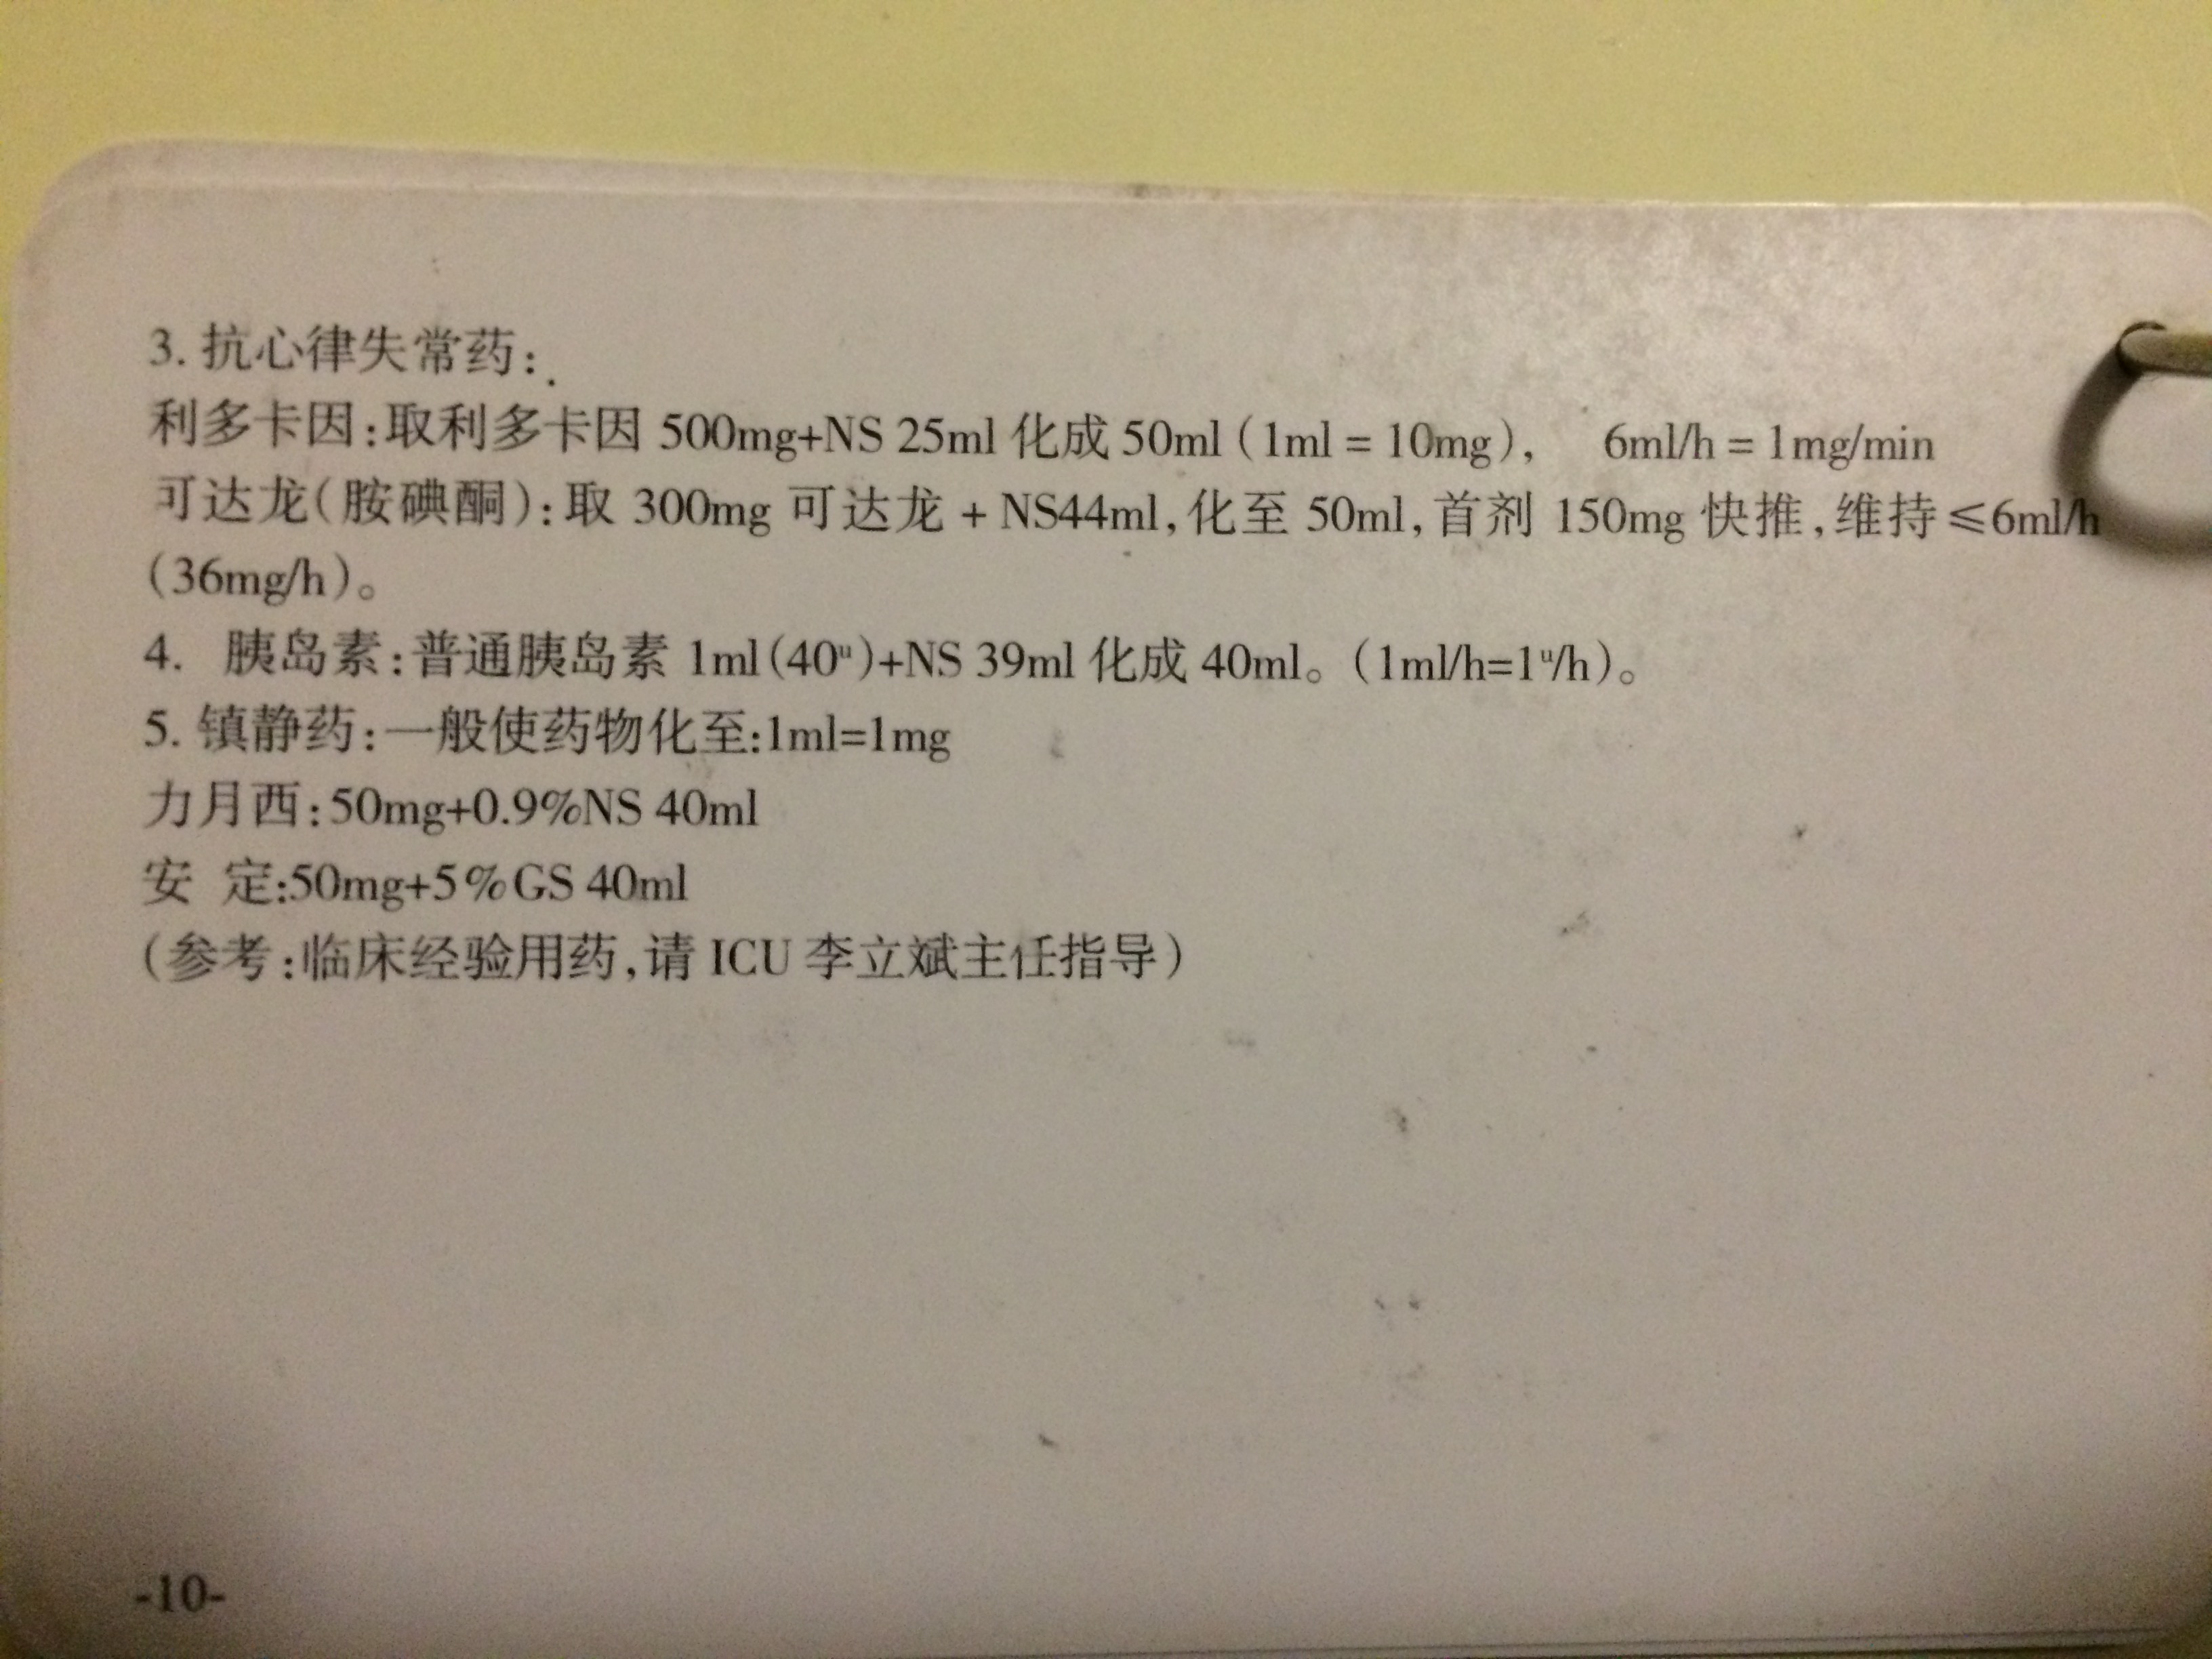 3. 抗心律失常药：
利多卡因：取利多卡因 500mg+NS 25ml 化成 50ml（1ml = 10mg）， 6ml/h = 1mg/min
可达龙（胺碘酮）：取 300mg 可达龙 + NS44ml，化至 50ml，首剂 150mg 快推，维持 ≤6ml/h
（36mg/h）。
4. 胰岛素：普通胰岛素 1ml（40ᵘ）+NS 39ml 化成 40ml。（1ml/h=1ᵘ/h）。
5. 镇静药：一般使药物化至：1ml=1mg
力月西：50mg+0.9%NS 40ml
安 定：50mg+5%GS 40ml
（参考：临床经验用药，请 ICU 李立斌主任指导）
-10-